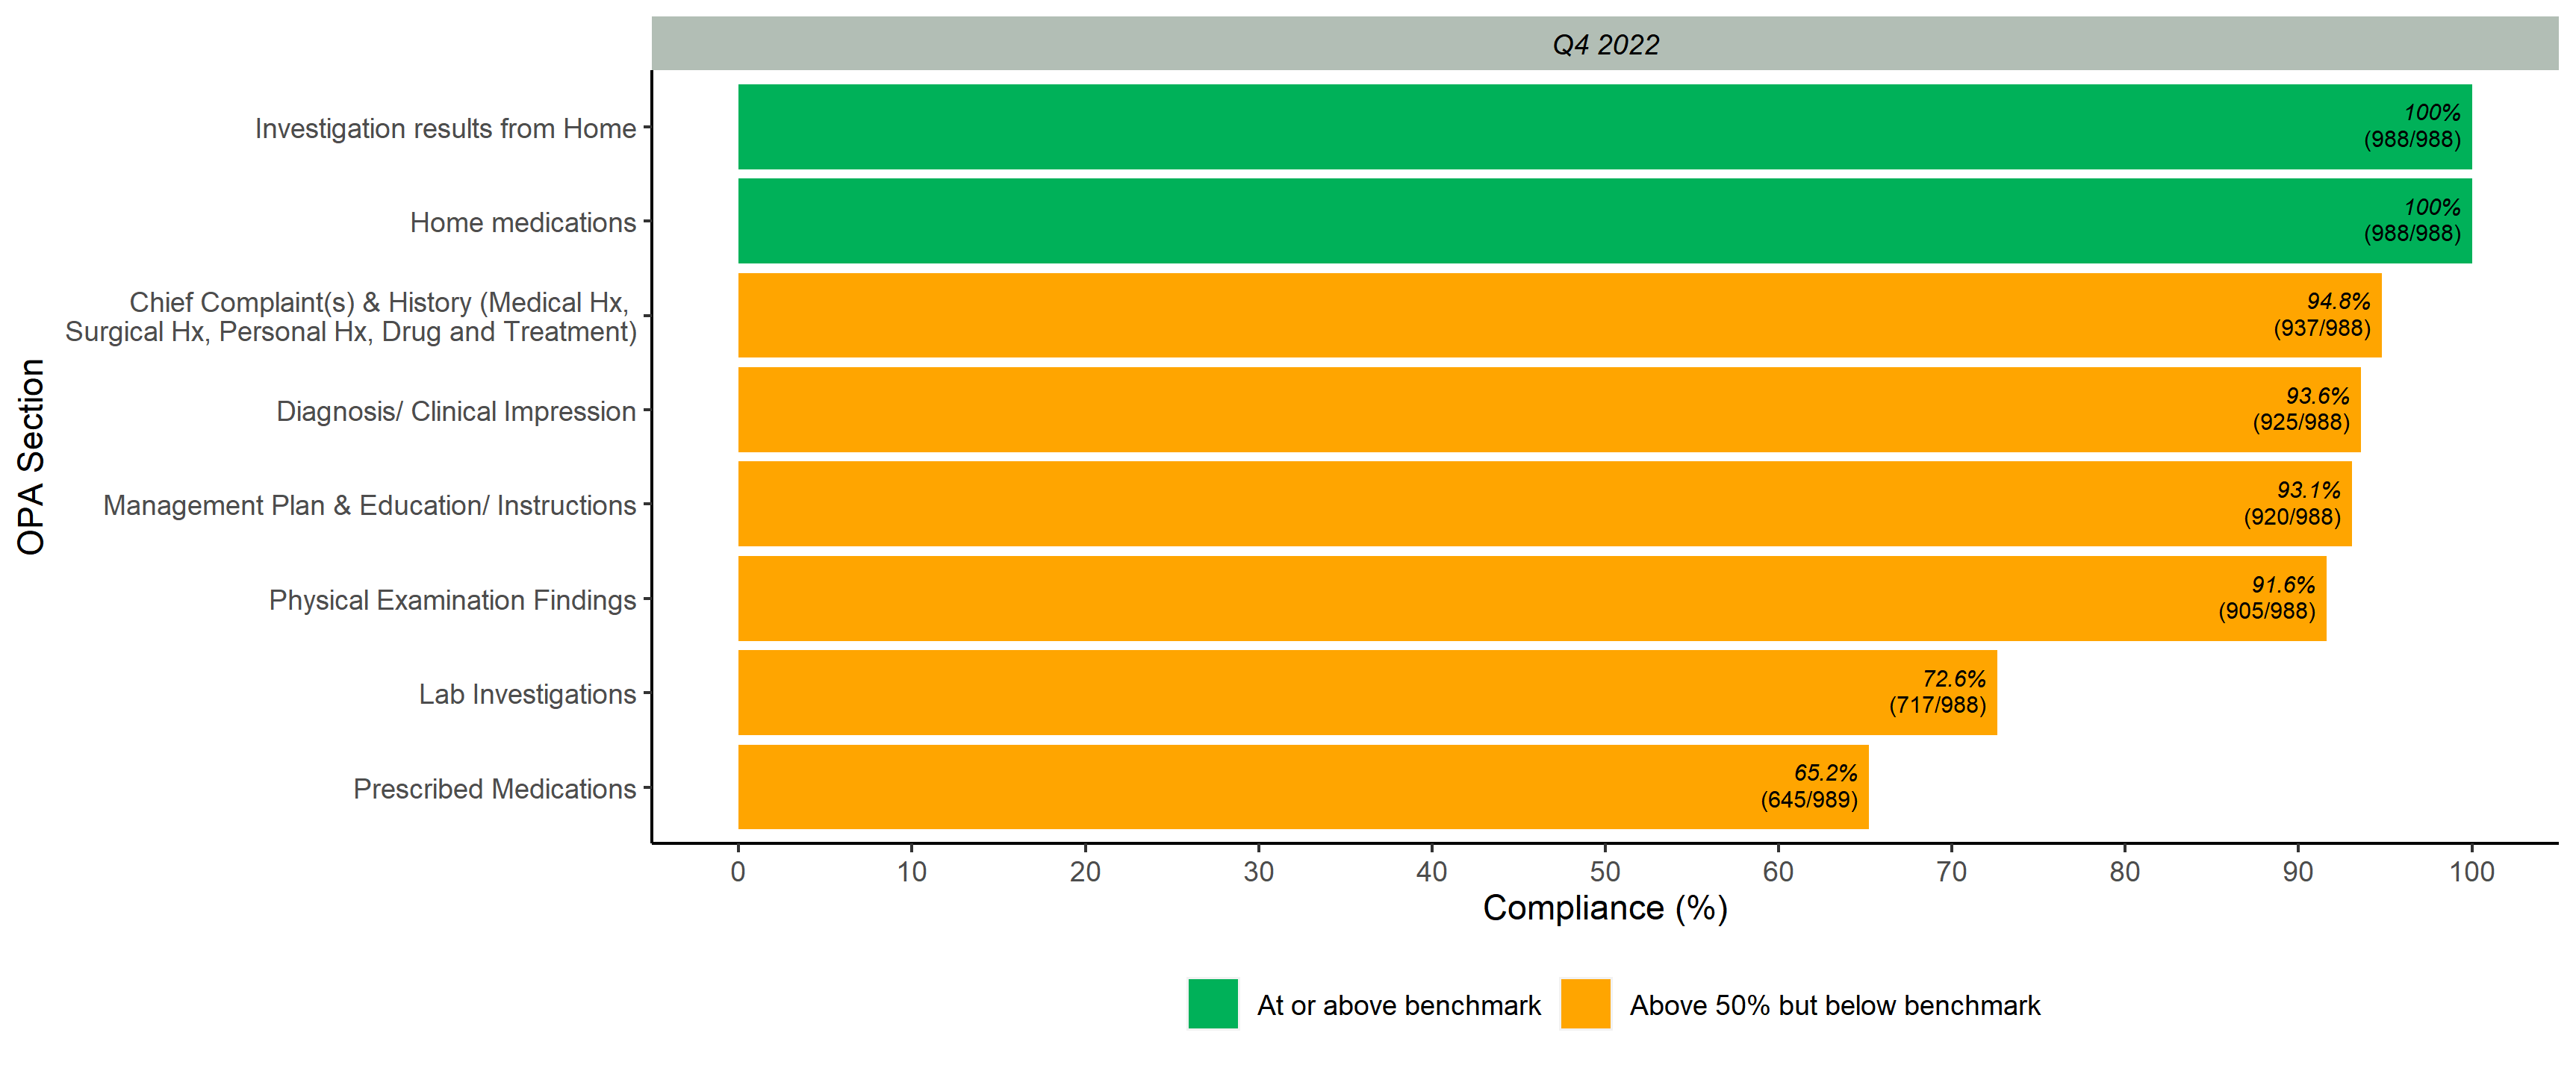 Q4 2022
Investigation results from Home
100%
(988/988)
Home medications
100%
(988/988)
Chief Complaint(s) & History (Medical Hx,
Surgical Hx, Personal Hx, Drug and Treatment)
94.8%
(937/988)
Diagnosis/ Clinical Impression
93.6%
(925/988)
Management Plan & Education/ Instructions
93.1%
(920/988)
Physical Examination Findings
91.6%
(905/988)
Lab Investigations
72.6%
(717/988)
Prescribed Medications
65.2%
(645/989)
OPA Section
0 10 20 30 40 50 60 70 80 90 100
Compliance (%)
At or above benchmark
Above 50% but below benchmark